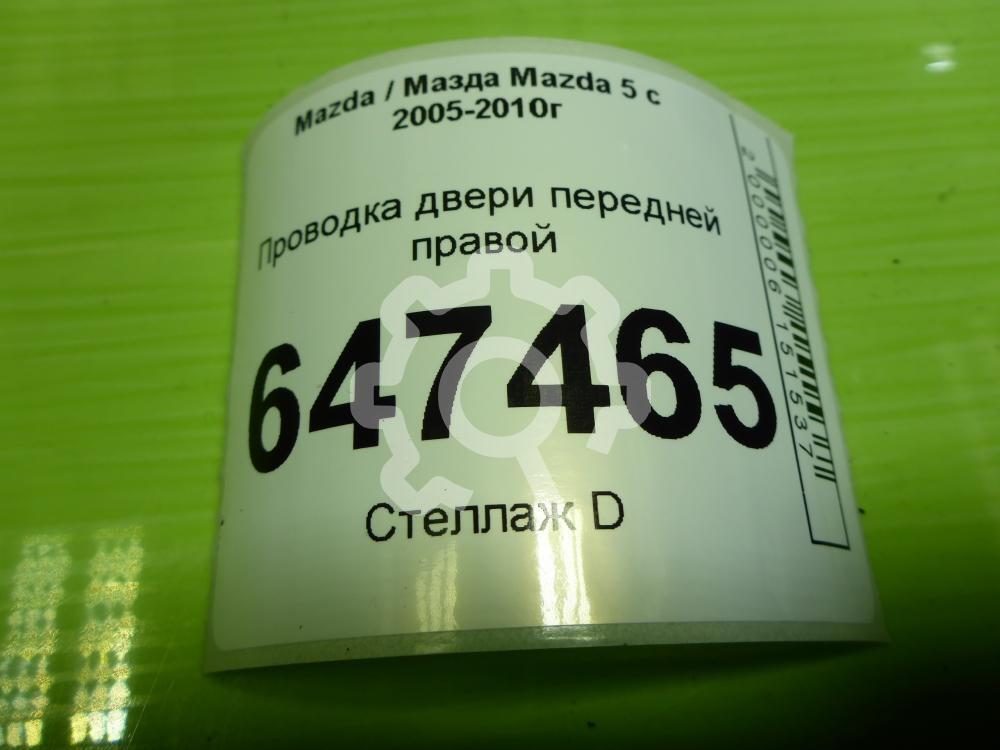 Mazda / Мазда Mazda 5 с
2005-2010г
Проводка двери передней
правой
647465
Стеллаж D
2000006151537